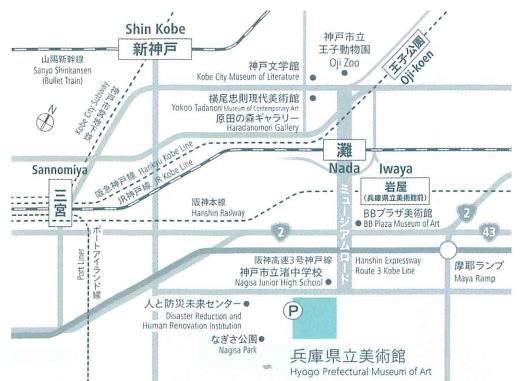 Shin Kobe
新神戸
山陽新幹線
Sanyo Shinkansen
(Bullet Train)
神戸市立
王子動物園
Oji Zoo
王子公園
Oji-koen
神戸文学館
Kobe City Museum of Literature
横尾忠則現代美術館
Yokoo Tadanori Museum of Contemporary Art
原田の森ギャラリー
Haradanomori Gallery
神戸市営地下鉄
Kobe City Subway
N
Sannomiya
三宮
阪急神戸線 Hankyu Kobe Line
JR神戸線 JR Kobe Line
灘
Nada
Iwaya
岩屋
(兵庫県立美術館前)
阪神本線
Hanshin Railway
ミュージアムロード
BBプラザ美術館
BB Plaza Museum of Art
2
2
43
ポートアイランド線
Port Liner
阪神高速3号神戸線
Hanshin Expressway
Route 3 Kobe Line
神戸市立渚中学校
Nagisa Junior High School
摩耶ランプ
Maya Ramp
人と防災未来センター
Disaster Reduction and
Human Renovation Institution
P
なぎさ公園
Nagisa Park
兵庫県立美術館
Hyogo Prefectural Museum of Art